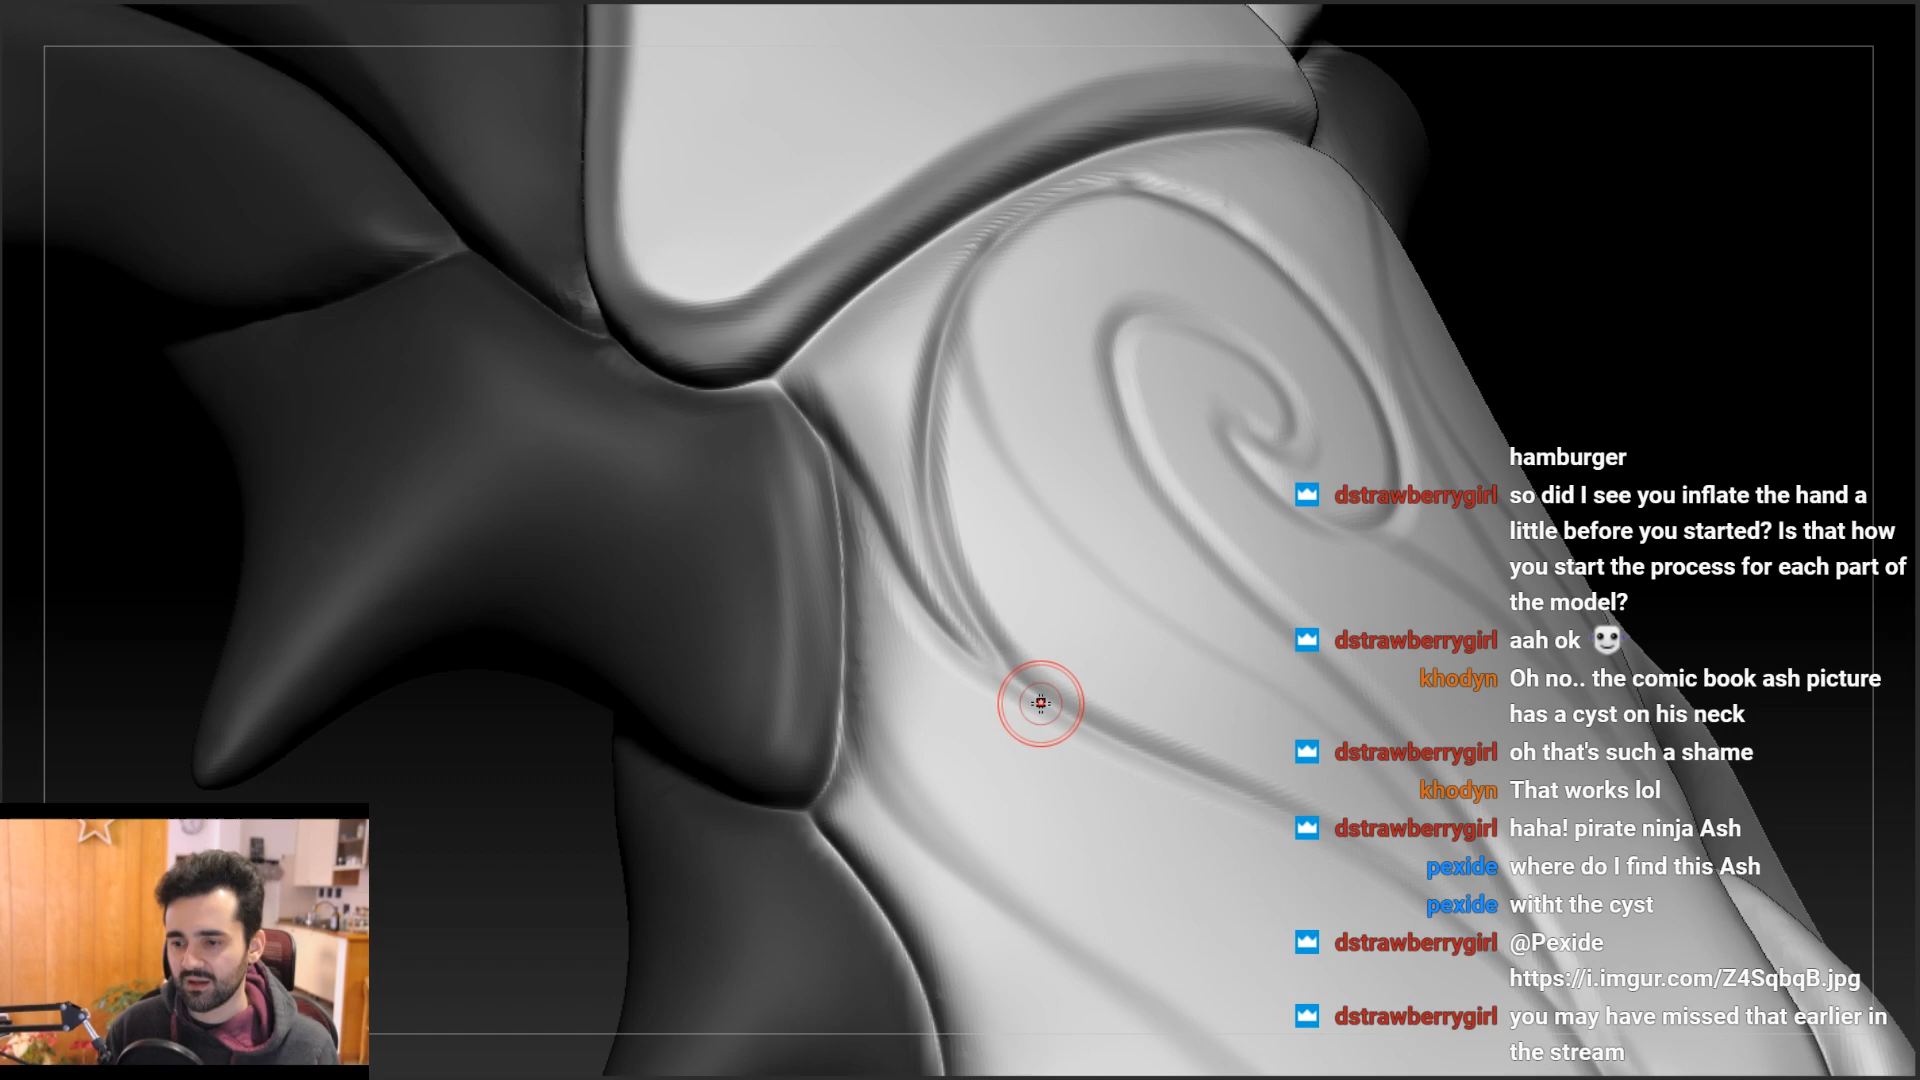 hamburger
dstrawberrygirl so did I see you inflate the hand a
little before you started? Is that how
you start the process for each part of
the model?
dstrawberrygirl aah ok
khodyn Oh no.. the comic book ash picture
has a cyst on his neck
dstrawberrygirl oh that's such a shame
khodyn That works lol
dstrawberrygirl haha! pirate ninja Ash
pexide where do I find this Ash
pexide witht the cyst
dstrawberrygirl @Pexide
https://i.imgur.com/Z4SqbqB.jpg
dstrawberrygirl you may have missed that earlier in
the stream